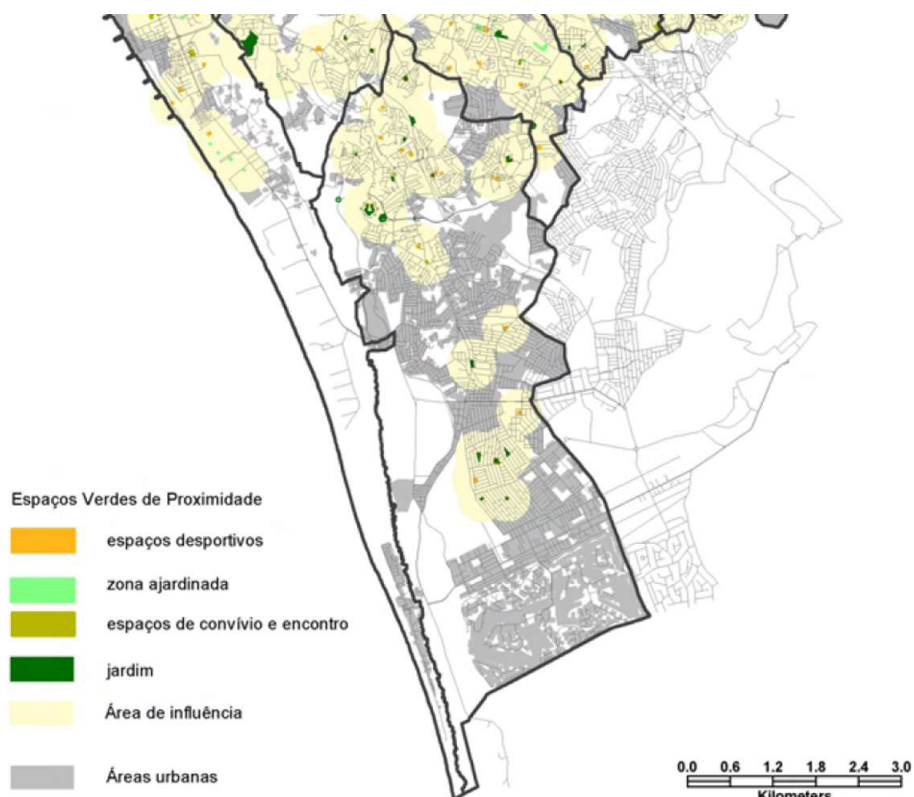 Espaços Verdes de Proximidade
espaços desportivos
zona ajardinada
espaços de convívio e encontro
jardim
Área de influência
Áreas urbanas
0.0 0.6 1.2 1.8 2.4 3.0
Kilometers